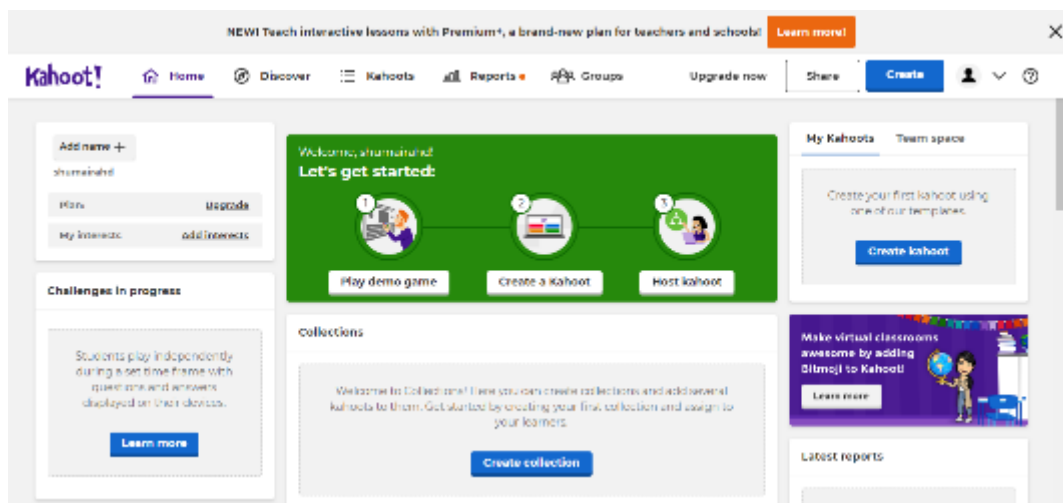 NEW! Teach interactive lessons with Premium+, a brand-new plan for teachers and schools!
Learn more!
Kahoot!
Home
Discover
Kahoots
Reports
Groups
Upgrade now
Share
Create
Add name +
shumairahd
Plan:
Upgrade
My interests:
Add interests
Challenges in progress
Students play independently
during a set time frame with
questions and answers
displayed on their devices.
Learn more
Welcome, shumairahd!
Let's get started:
1
2
3
Play demo game
Create a Kahoot
Host kahoot
Collections
Welcome to Collections! Here you can create collections and add several
kahoots to them. Get started by creating your first collection and assign to
your learners.
Create collection
My Kahoots
Team space
Create your first kahoot using
one of our templates.
Create kahoot
Make virtual classrooms
awesome by adding
Bitmoji to Kahoot!
Learn more
Latest reports